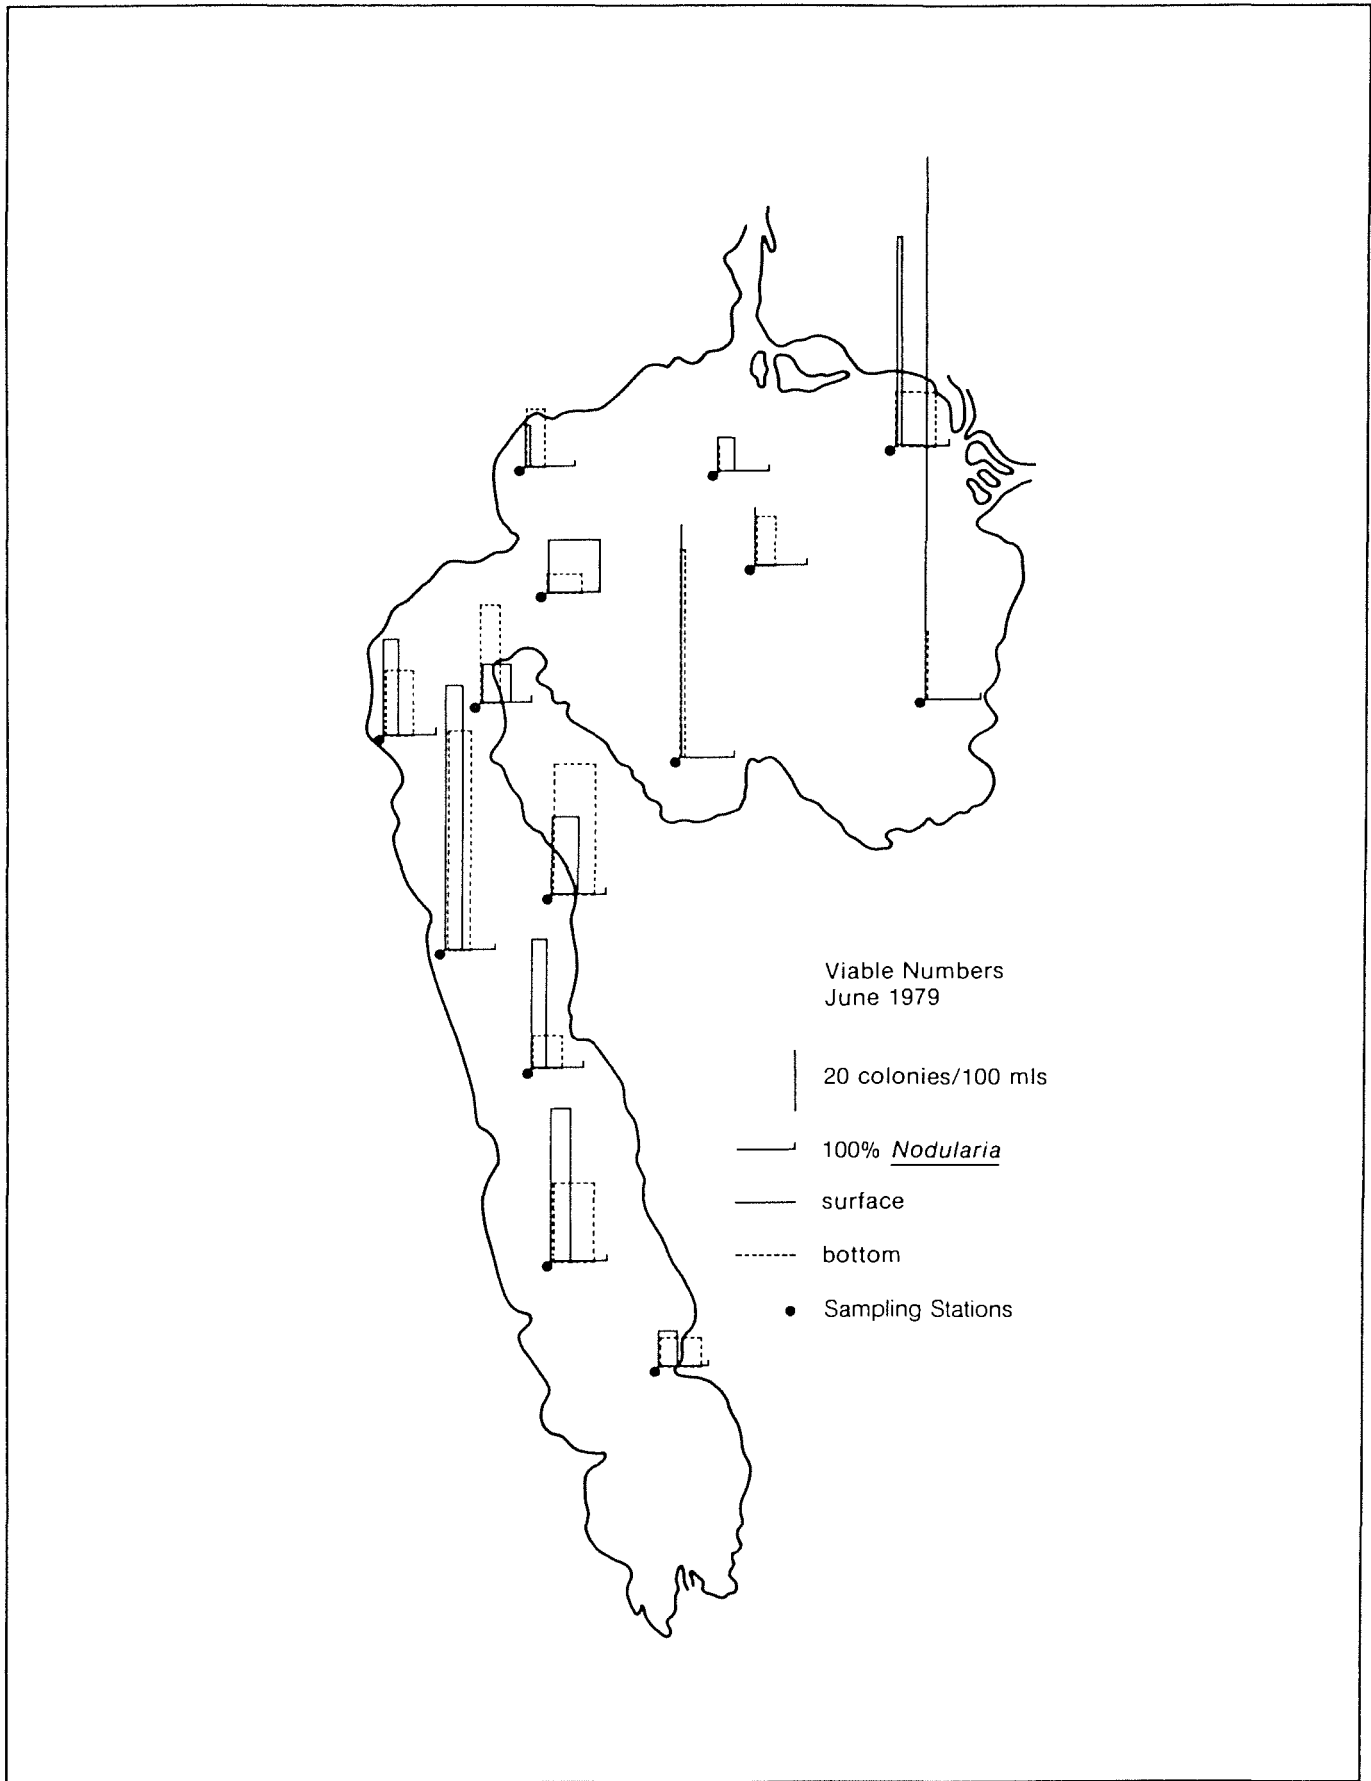 Viable Numbers
June 1979
20 colonies/100 mls
100% Nodularia
surface
bottom
Sampling Stations